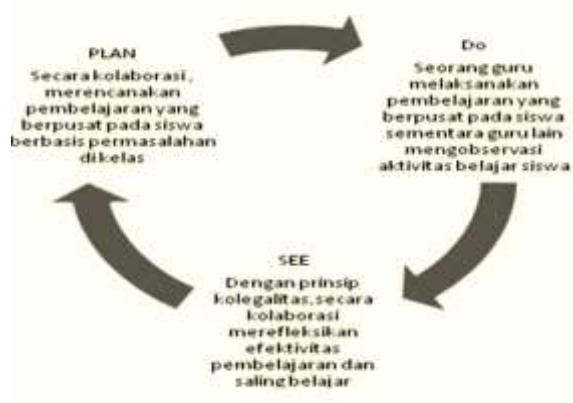 PLAN
Secara kolaborasi,
merencanakan
pembelajaran yang
berpusat pada siswa
berbasis permasalahan
dikelas
Do
Seorang guru
melaksanakan
pembelajaran yang
berpusat pada siswa
sementara guru lain
mengobservasi
aktivitas belajar siswa
SEE
Dengan prinsip
kolegalitas,secara
kolaborasi
merefleksikan
efektivitas
pembelajaran dan
saling belajar